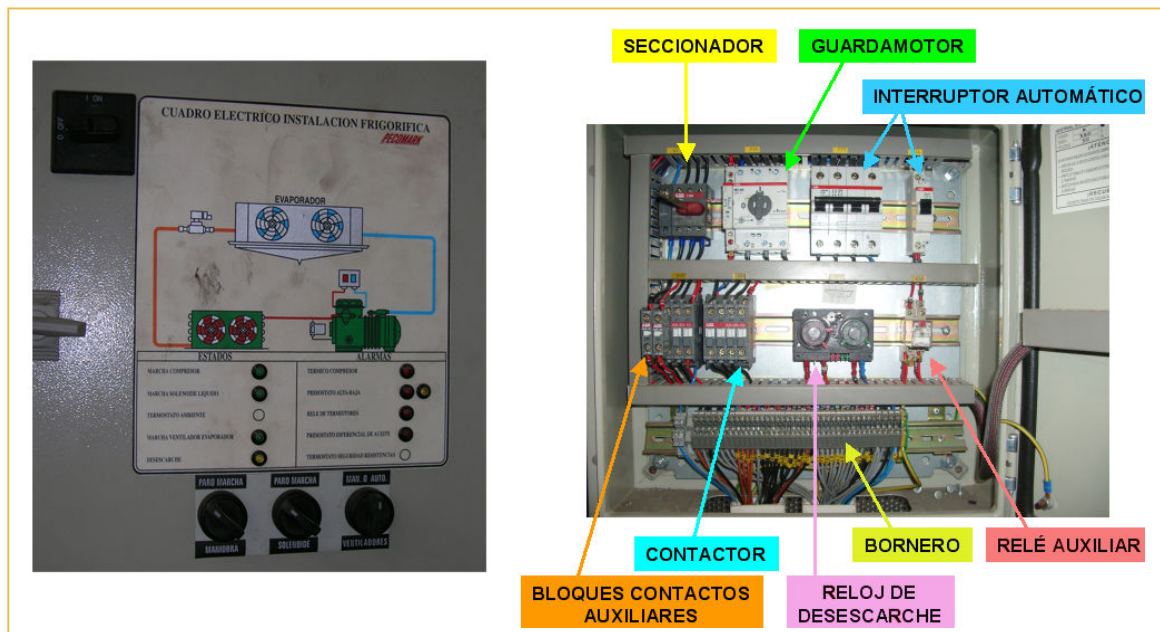 I ON
O OFF
CUADRO ELECTRICO INSTALACION FRIGORIFICA
PECOMARK
EVAPORADOR
ESTADOS
ALARMAS
MARCHA COMPRESOR
TERMICO COMPRESOR
MARCHA SOLENOIDE LIQUIDO
PRESOSTATO ALTA-BAJA
TERMOSTATO AMBIENTE
RELE DE TERMOTORES
MARCHA VENTILADOR EVAPORADOR
PRESOSTATO DIFERENCIAL DE ACEITE
DESESCARCHE
TERMOSTATO SEGURIDAD RESISTENCIAS
PARO MARCHA
PARO MARCHA
MAN. O AUTO.
MANIOBRA
SOLENOIDE
VENTILADORES
SECCIONADOR
GUARDAMOTOR
INTERRUPTOR AUTOMÁTICO
BORNERO
RELÉ AUXILIAR
CONTACTOR
BLOQUES CONTACTOS
AUXILIARES
RELOJ DE
DESESCARCHE